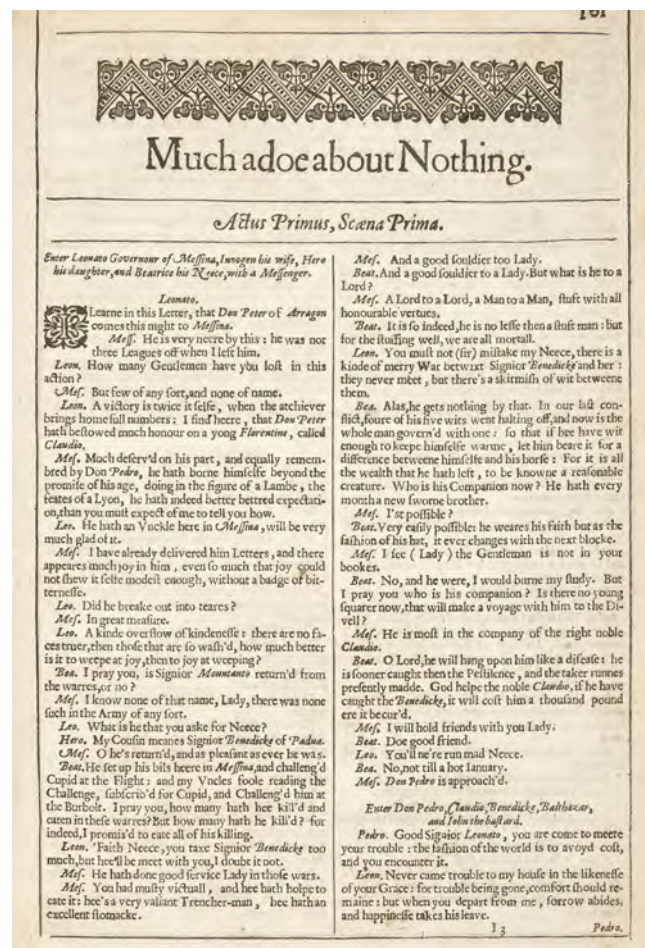 101
Much adoe about Nothing.
Actus Primus, Scæna Prima.
Enter Leonato Governour of Messina, Innogen his wife, Hero
his daughter, and Beatrice his Neece, with a Messenger.
Leonato.
I Learne in this Letter, that Don Peter of Arragon
comes this night to Messina.
Mess. He is very neere by this : he was not
three Leagues off when I left him.
Leon. How many Gentlemen have you lost in this
action ?
Mes. But few of any sort, and none of name.
Leon. A victory is twice it selfe, when the atchiever
brings home full numbers : I find heere, that Don Peter
hath bestowed much honour on a yong Florentine, called
Claudio.
Mes. Much deserv'd on his part, and equally remem-
bred by Don Pedro, he hath borne himselfe beyond the
promise of his age, doing in the figure of a Lambe, the
feates of a Lyon, he hath indeed better bettred expectati-
on, than you must expect of me to tell you how.
Leo. He hath an Vnckle here in Messina, will be very
much glad of it.
Mes. I have already delivered him Letters, and there
appeares much joy in him, even so much that joy could
not shew it selfe modest enough, without a badge of bit-
ternesse.
Leo. Did he breake out into teares ?
Mes. In great measure.
Leo. A kinde overflow of kindenesse : there are no fa-
ces truer, then those that are so wash'd, how much better
is it to weepe at joy, then to joy at weeping ?
Bea. I pray you, is Signior Mountanto return'd from
the warres, or no ?
Mes. I know none of that name, Lady, there was none
such in the Army of any sort.
Leo. What is he that you aske for Neece ?
Hero. My Cousin meanes Signior Benedicke of Padua.
Mes. O he's return'd, and as pleasant as ever he was.
Beat. He set up his bils heere in Messina, and challeng'd
Cupid at the Flight : and my Vncles foole reading the
Challenge, subscrib'd for Cupid, and Challeng'd him at
the Burbolt. I pray you, how many hath hee kill'd and
eaten in these warres? But how many hath he kill'd ? for
indeed, I promis'd to eate all of his killing.
Leon. 'Faith Neece, you taxe Signior Benedicke too
much, but hee'll be meet with you, I doubt it not.
Mes. He hath done good service Lady in those wars.
Mes. You had musty victuall, and hee hath holpe to
eate it : hee's a very valiant Trencher-man, hee hath an
excellent stomacke.
Mes. And a good souldier too Lady.
Beat. And a good souldier to a Lady. But what is he to a
Lord ?
Mes. A Lord to a Lord, a Man to a Man, stuft with all
honourable vertues.
Beat. It is so indeed, he is no lesse then a stuft man : but
for the stuffing well, we are all mortall.
Leon. You must not (sir) mistake my Neece, there is a
kinde of merry War betwixt Signior Benedicke and her :
they never meet, but there's a skirmish of wit betweene
them.
Bea. Alas, he gets nothing by that. In our last con-
flict, foure of his five wits went halting off, and now is the
whole man govern'd with one : so that if hee have wit
enough to keepe himselfe warme, let him beare it for a
difference betweene himselfe and his horse : For it is all
the wealth that he hath left, to be knowne a reasonable
creature. Who is his Companion now ? He hath every
month a new sworne brother.
Mes. I'st possible ?
Beat. Very easily possible: he weares his faith but as the
fashion of his hat, it ever changes with the next blocke.
Mes. I see ( Lady ) the Gentleman is not in your
bookes.
Beat. No, and he were, I would burne my study. But
I pray you who is his companion ? Is there no young
squarer now, that will make a voyage with him to the Di-
vell ?
Mes. He is most in the company of the right noble
Claudio.
Beat. O Lord, he will hang upon him like a disease : he
is sooner caught then the Pestilence, and the taker runnes
presently madde. God helpe the noble Claudio, if he have
caught the Benedicke, it will cost him a thousand pound
ere it be cur'd.
Mes. I will hold friends with you Lady.
Beat. Doe good friend.
Leo. You'll ne're run mad Neece.
Bea. No, not till a hot Ianuary.
Mes. Don Pedro is approach'd.
Enter Don Pedro, Claudio, Benedicke, Balthazar,
and Iohn the bastard.
Pedro. Good Signior Leonato, you are come to meete
your trouble : the fashion of the world is to avoyd cost,
and you encounter it.
Leon. Never came trouble to my house in the likenesse
of your Grace : for trouble being gone, comfort should re-
maine : but when you depart from me, sorrow abides,
and happinesse takes his leave.
I 3 Pedro.